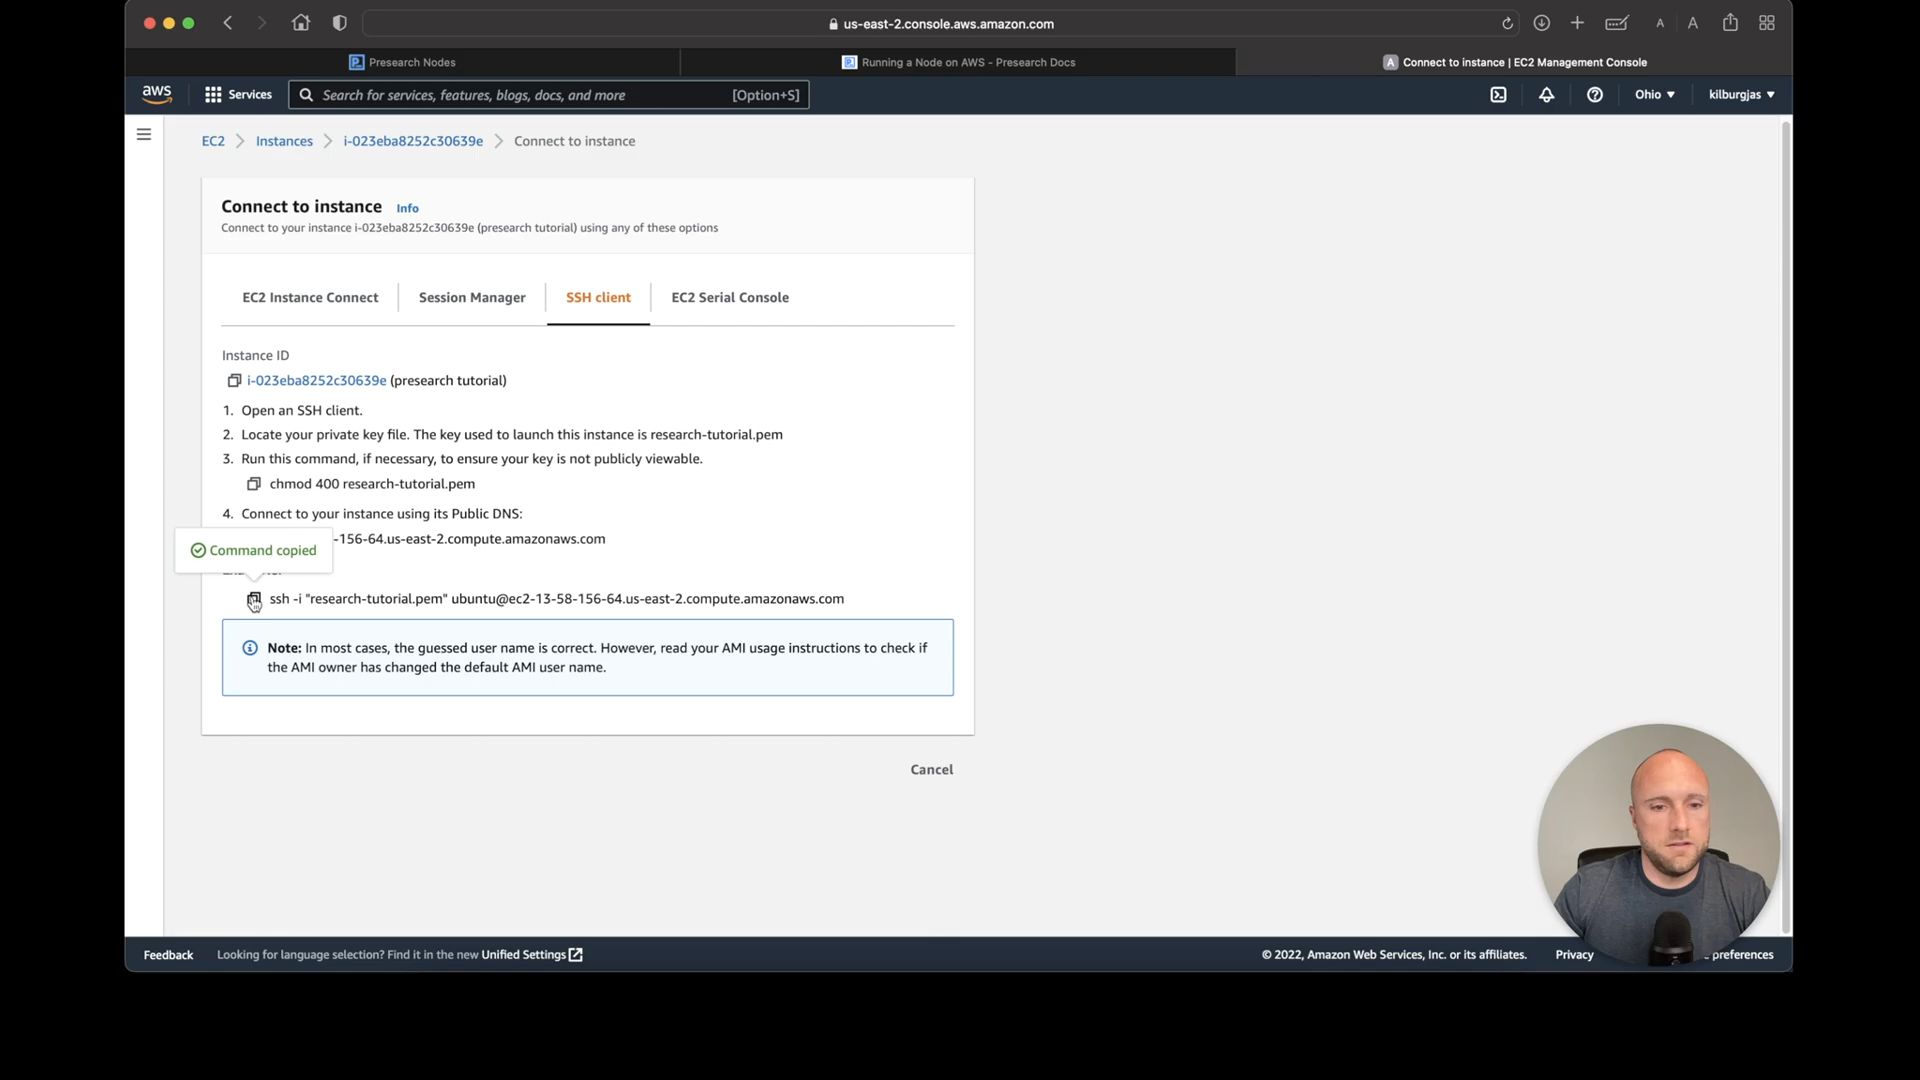 us-east-2.console.aws.amazon.com
A A
Presearch Nodes
Running a Node on AWS - Presearch Docs
A Connect to instance | EC2 Management Console
aws
Services
Search for services, features, blogs, docs, and more [Option+S]
Ohio
kilburgjas
EC2 > Instances > i-023eba8252c30639e > Connect to instance
Connect to instance Info
Connect to your instance i-023eba8252c30639e (presearch tutorial) using any of these options
EC2 Instance Connect
Session Manager
SSH client
EC2 Serial Console
Instance ID
i-023eba8252c30639e (presearch tutorial)
1. Open an SSH client.
2. Locate your private key file. The key used to launch this instance is research-tutorial.pem
3. Run this command, if necessary, to ensure your key is not publicly viewable.
chmod 400 research-tutorial.pem
4. Connect to your instance using its Public DNS:
-156-64.us-east-2.compute.amazonaws.com
Command copied
ssh -i "research-tutorial.pem" ubuntu@ec2-13-58-156-64.us-east-2.compute.amazonaws.com
Note: In most cases, the guessed user name is correct. However, read your AMI usage instructions to check if
the AMI owner has changed the default AMI user name.
Cancel
Feedback
Looking for language selection? Find it in the new Unified Settings
© 2022, Amazon Web Services, Inc. or its affiliates.
Privacy
preferences